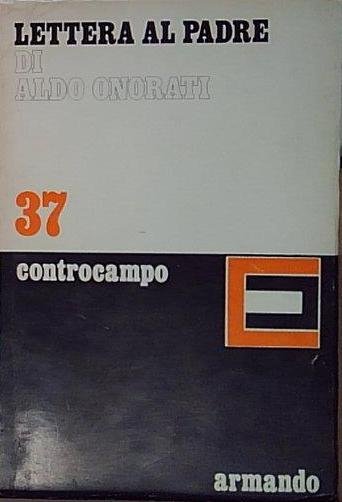 LETTERA AL PADRE
DI
ALDO ONORATI
37
controcampo
armando